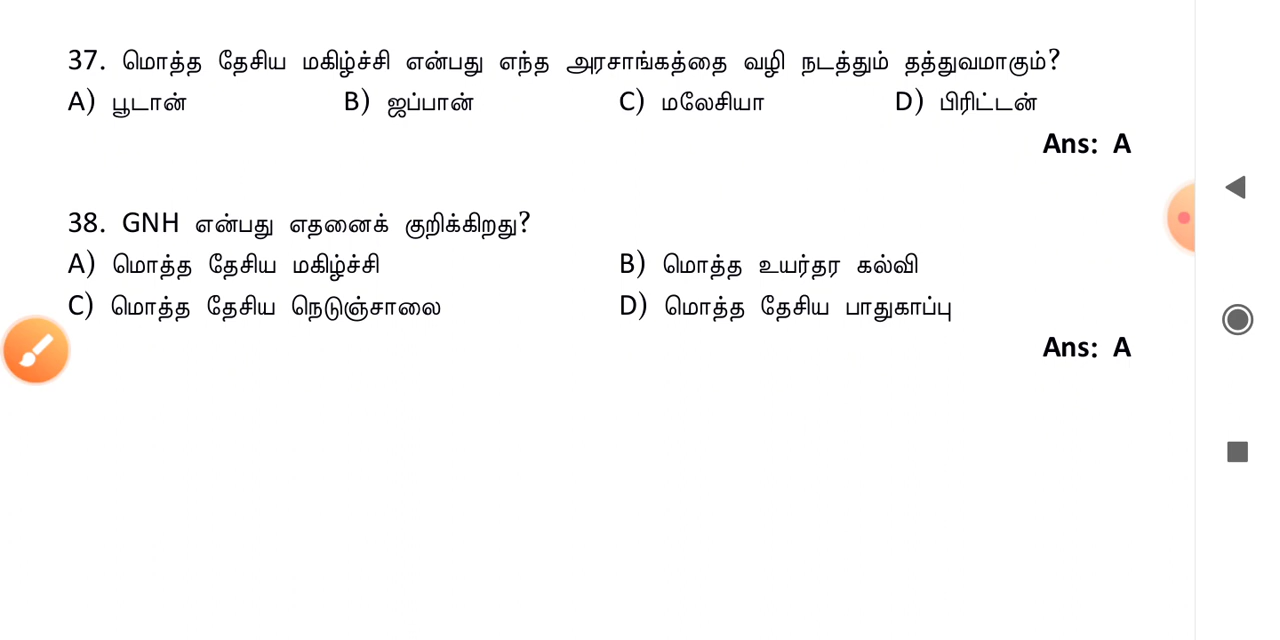 37. மொத்த தேசிய மகிழ்ச்சி என்பது எந்த அரசாங்கத்தை வழி நடத்தும் தத்துவமாகும்?
A) பூடான் B) ஜப்பான் C) மலேசியா D) பிரிட்டன்
Ans: A
38. GNH என்பது எதனைக் குறிக்கிறது?
A) மொத்த தேசிய மகிழ்ச்சி B) மொத்த உயர்தர கல்வி
C) மொத்த தேசிய நெடுஞ்சாலை D) மொத்த தேசிய பாதுகாப்பு
Ans: A